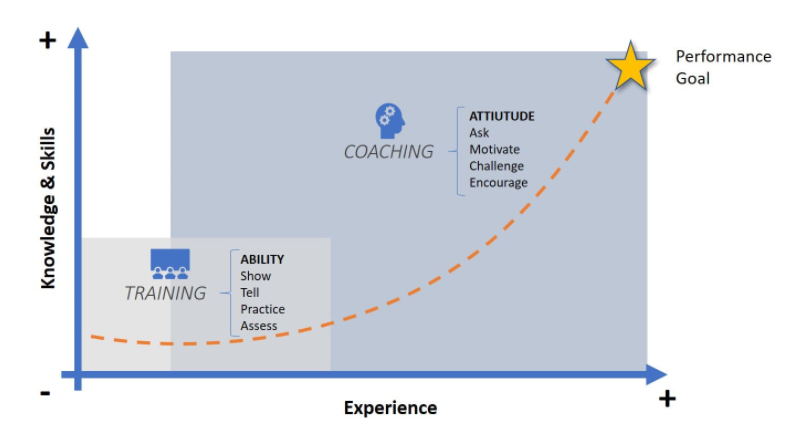 +
Performance
Goal
ATTIUTUDE
Ask
Motivate
Challenge
Encourage
COACHING
Knowledge & Skills
ABILITY
Show
Tell
Practice
Assess
TRAINING
-
Experience
+